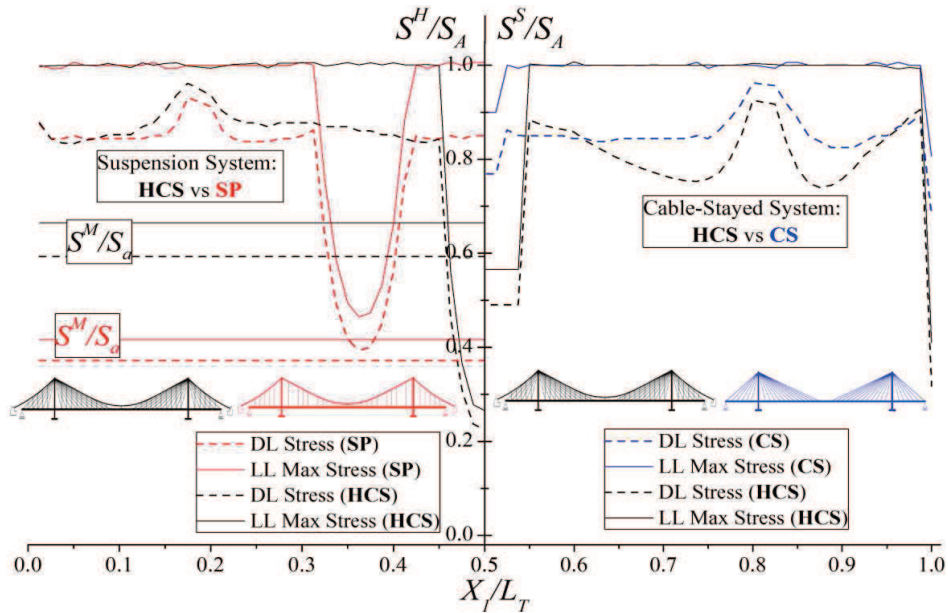 S^H/S_A
S^S/S_A
1.0
0.8
0.6
0.4
0.2
0.0
Suspension System:
HCS vs SP
S^M/S_a
S^M/S_a
Cable-Stayed System:
HCS vs CS
DL Stress (SP)
LL Max Stress (SP)
DL Stress (HCS)
LL Max Stress (HCS)
DL Stress (CS)
LL Max Stress (CS)
DL Stress (HCS)
LL Max Stress (HCS)
0.0 0.1 0.2 0.3 0.4 0.5 0.6 0.7 0.8 0.9 1.0
X_I/L_T